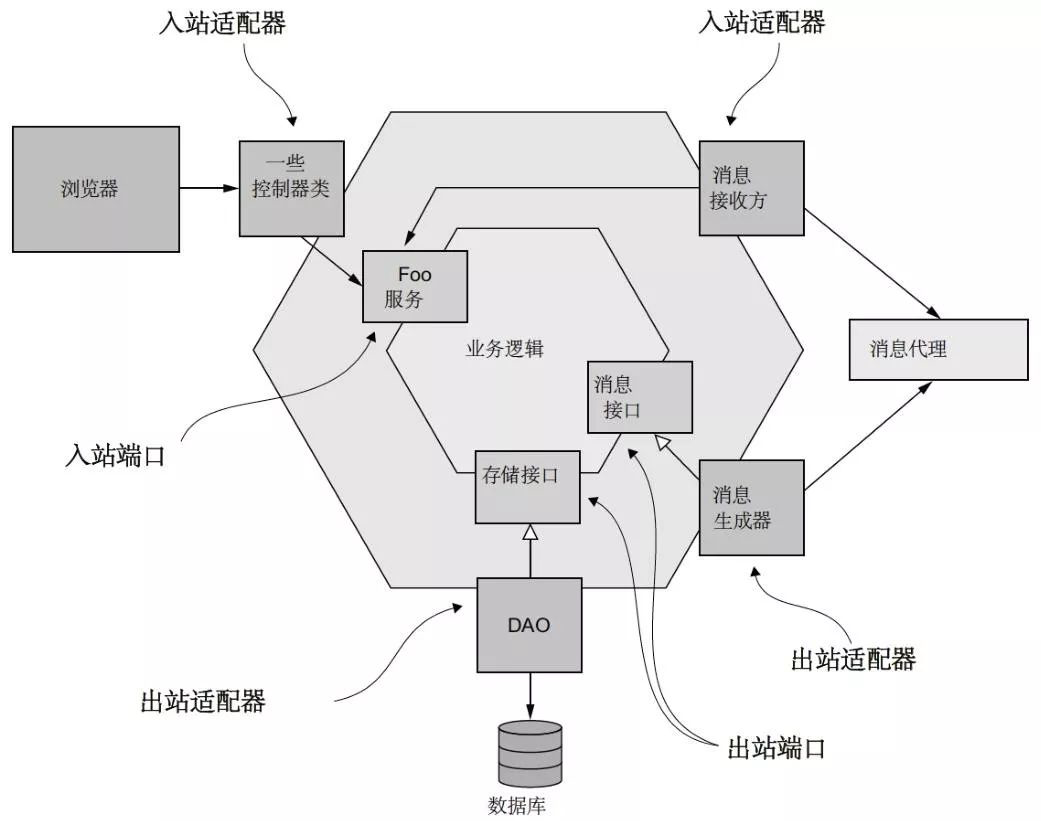 入站适配器
入站适配器
浏览器
一些
控制器类
消息
接收方
Foo
服务
业务逻辑
消息代理
消息
接口
入站端口
存储接口
消息
生成器
DAO
出站适配器
出站适配器
出站端口
数据库